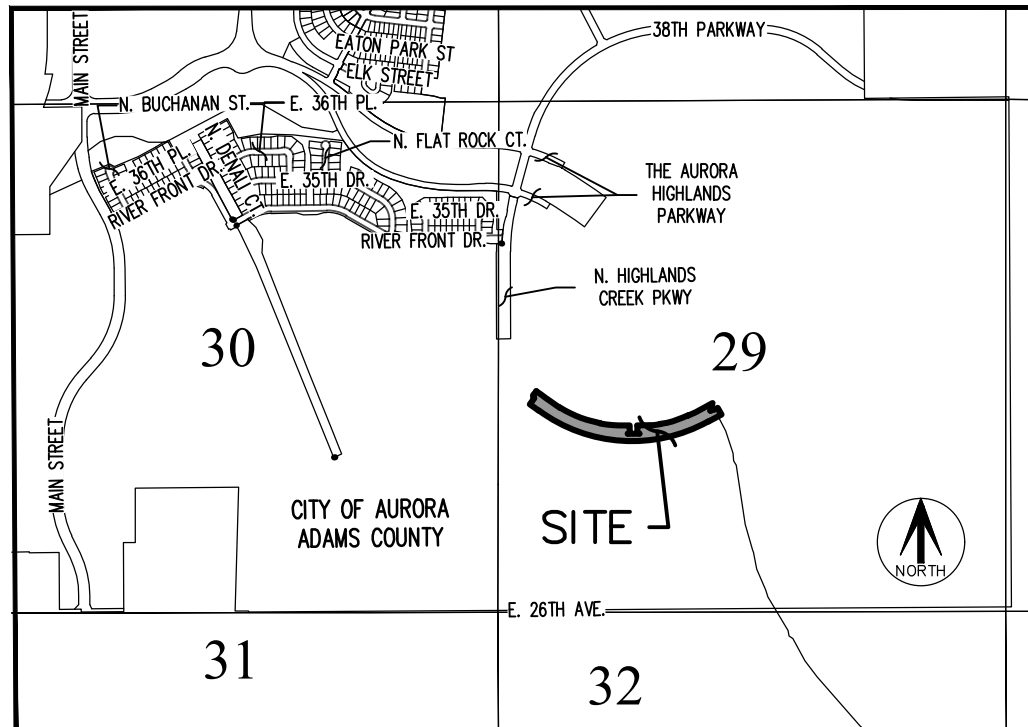 MAIN STREET
EATON PARK ST
ELK STREET
38TH PARKWAY
N. BUCHANAN ST.
E. 36TH PL.
N. FLAT ROCK CT.
N. DENALI CT.
E. 36TH PL.
RIVER FRONT DR.
E. 35TH DR.
E. 35TH DR.
RIVER FRONT DR.
THE AURORA
HIGHLANDS
PARKWAY
N. HIGHLANDS
CREEK PKWY
30
29
MAIN STREET
CITY OF AURORA
ADAMS COUNTY
SITE
NORTH
E. 26TH AVE.
31
32